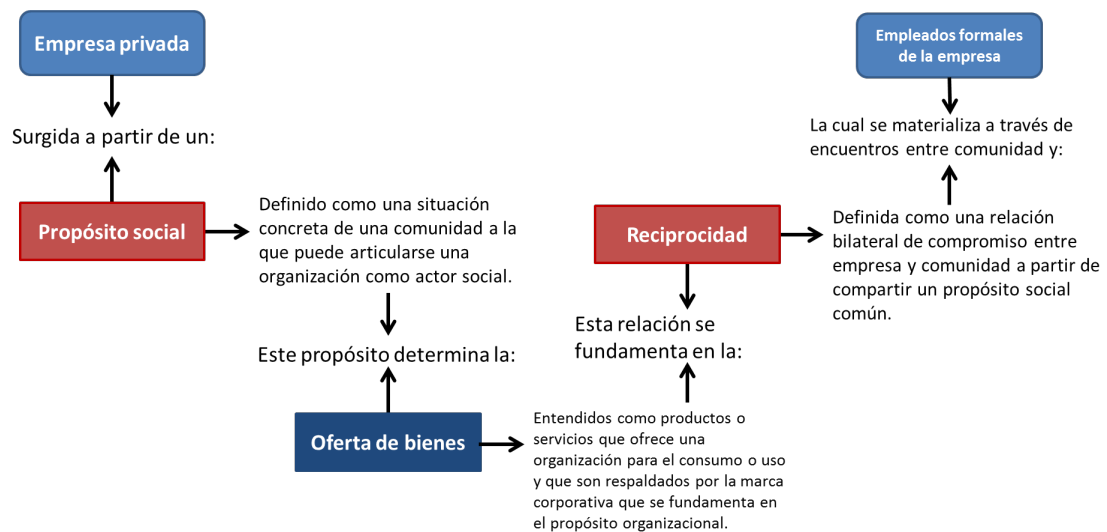 Empresa privada
Surgida a partir de un:
Propósito social
Definido como una situación
concreta de una comunidad a la
que puede articularse una
organización como actor social.
Este propósito determina la:
Oferta de bienes
Entendidos como productos o
servicios que ofrece una
organización para el consumo o uso
y que son respaldados por la marca
corporativa que se fundamenta en
el propósito organizacional.
Esta relación se
fundamenta en la:
Reciprocidad
Definida como una relación
bilateral de compromiso entre
empresa y comunidad a partir de
compartir un propósito social
común.
La cual se materializa a través de
encuentros entre comunidad y:
Empleados formales
de la empresa